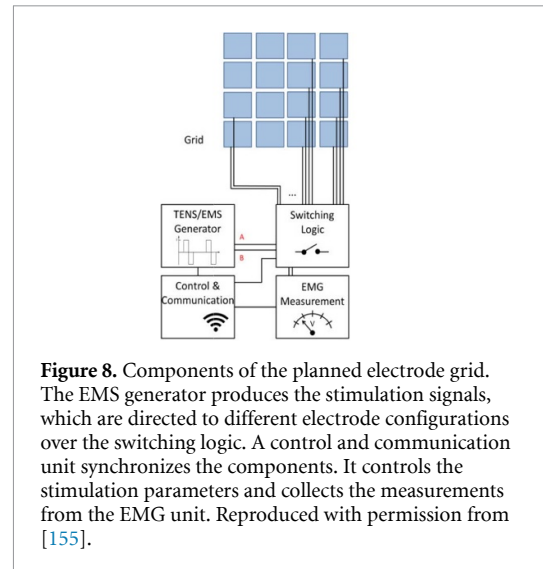 Grid
...
TENS/EMS
Generator
A
B
Switching
Logic
Control &
Communication
EMG
Measurement
V
Figure 8. Components of the planned electrode grid.
The EMS generator produces the stimulation signals,
which are directed to different electrode configurations
over the switching logic. A control and communication
unit synchronizes the components. It controls the
stimulation parameters and collects the measurements
from the EMG unit. Reproduced with permission from
[155].